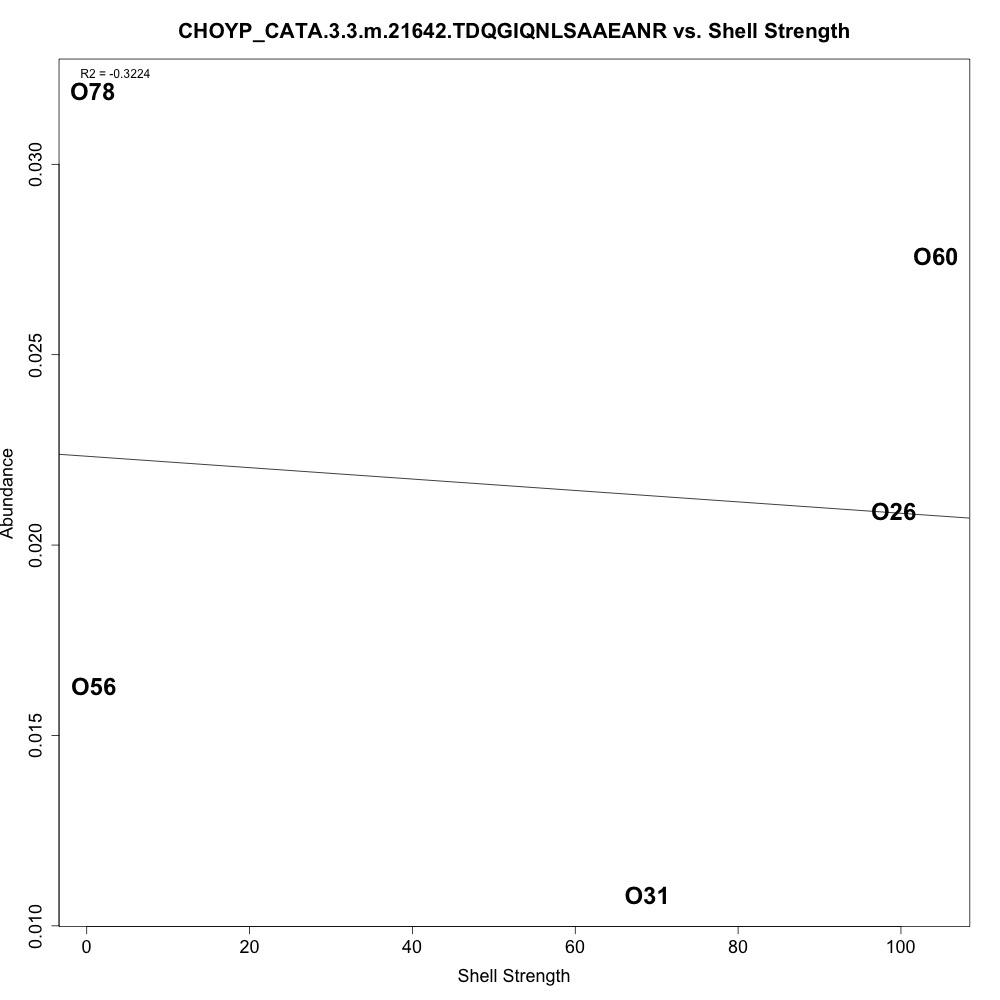 CHOYP_CATA.3.3.m.21642.TDQGIQNLSAAEANR vs. Shell Strength
R2 = -0.3224
O78
O60
O26
O56
O31
Abundance
0.030
0.025
0.020
0.015
0.010
0 20 40 60 80 100
Shell Strength